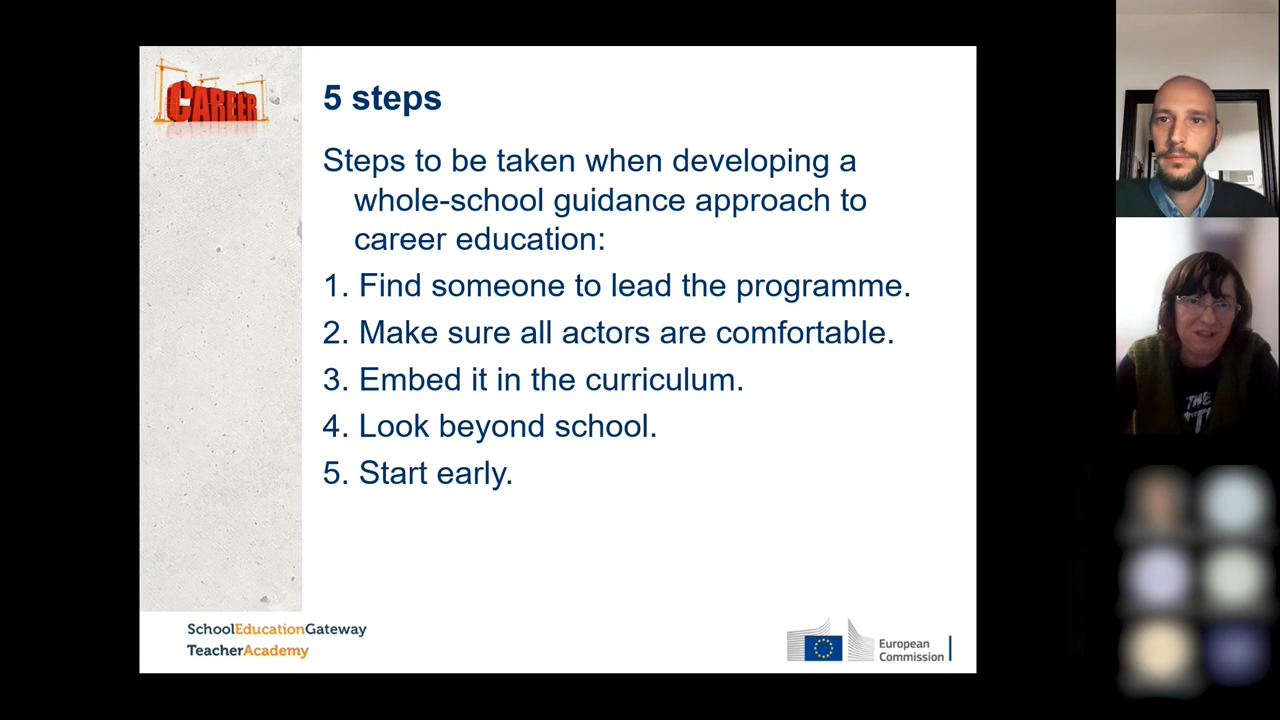 CAREER
5 steps
Steps to be taken when developing a
whole-school guidance approach to
career education:
1. Find someone to lead the programme.
2. Make sure all actors are comfortable.
3. Embed it in the curriculum.
4. Look beyond school.
5. Start early.
THE
SchoolEducationGateway
TeacherAcademy
European
Commission